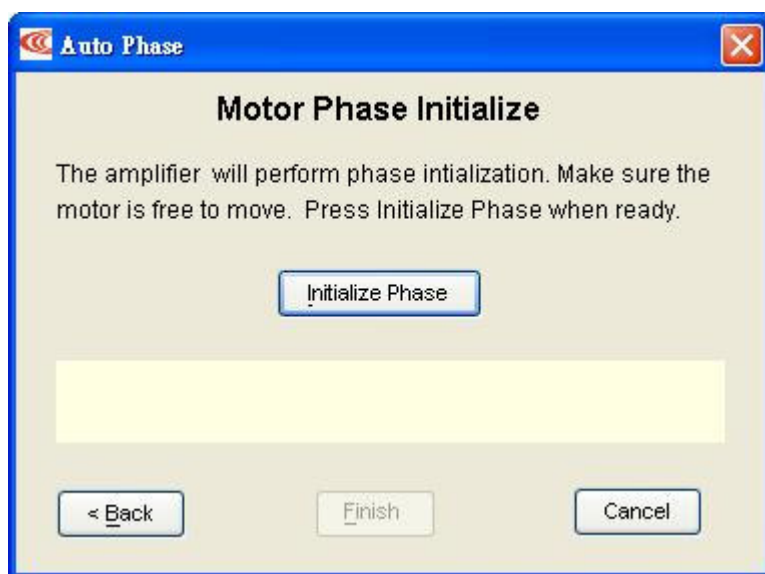 Auto Phase
Motor Phase Initialize
The amplifier will perform phase intialization. Make sure the
motor is free to move. Press Initialize Phase when ready.
Initialize Phase
< Back
Finish
Cancel